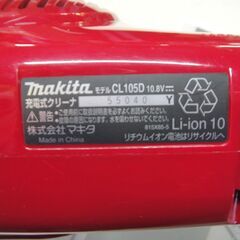 makita モデル CL105D 10.8V
充電式クリーナ 55040 Y
株式会社マキタ
Made in China
815X86-5
Li-ion 10
リチウムイオン電池はリサイクルへ